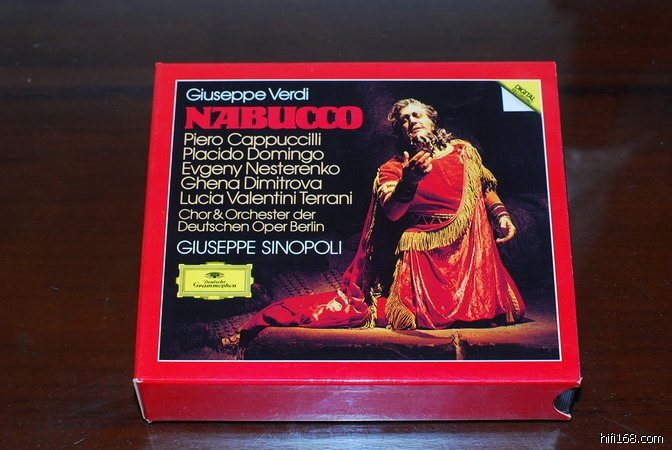 Giuseppe Verdi
NABUCCO
Piero Cappuccilli
Placido Domingo
Evgeny Nesterenko
Ghena Dimitrova
Lucia Valentini Terrani
Chor & Orchester der
Deutschen Oper Berlin
GIUSEPPE SINOPOLI
Deutsche
Grammophon
DIGITAL
hifi168.com